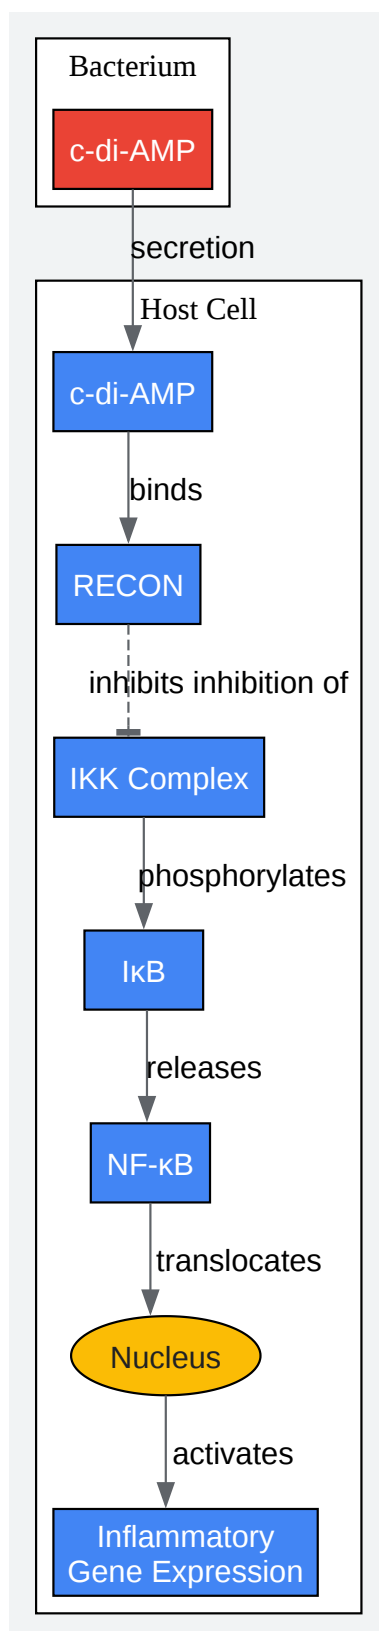 Bacterium
c-di-AMP
secretion
Host Cell
c-di-AMP
binds
RECON
inhibits inhibition of
IKK Complex
phosphorylates
IκB
releases
NF-κB
translocates
Nucleus
activates
Inflammatory
Gene Expression